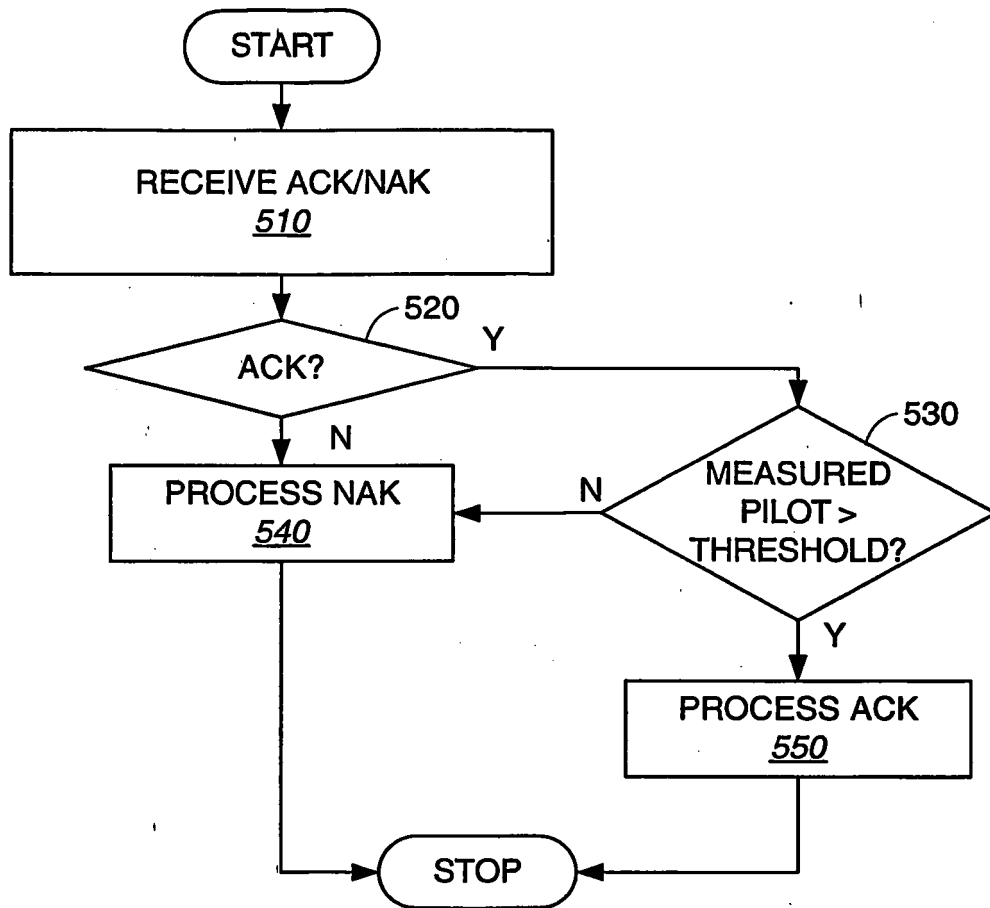 START
RECEIVE ACK/NAK
510
520
ACK?
Y
N
530
MEASURED
PILOT >
THRESHOLD?
N
Y
PROCESS NAK
540
PROCESS ACK
550
STOP